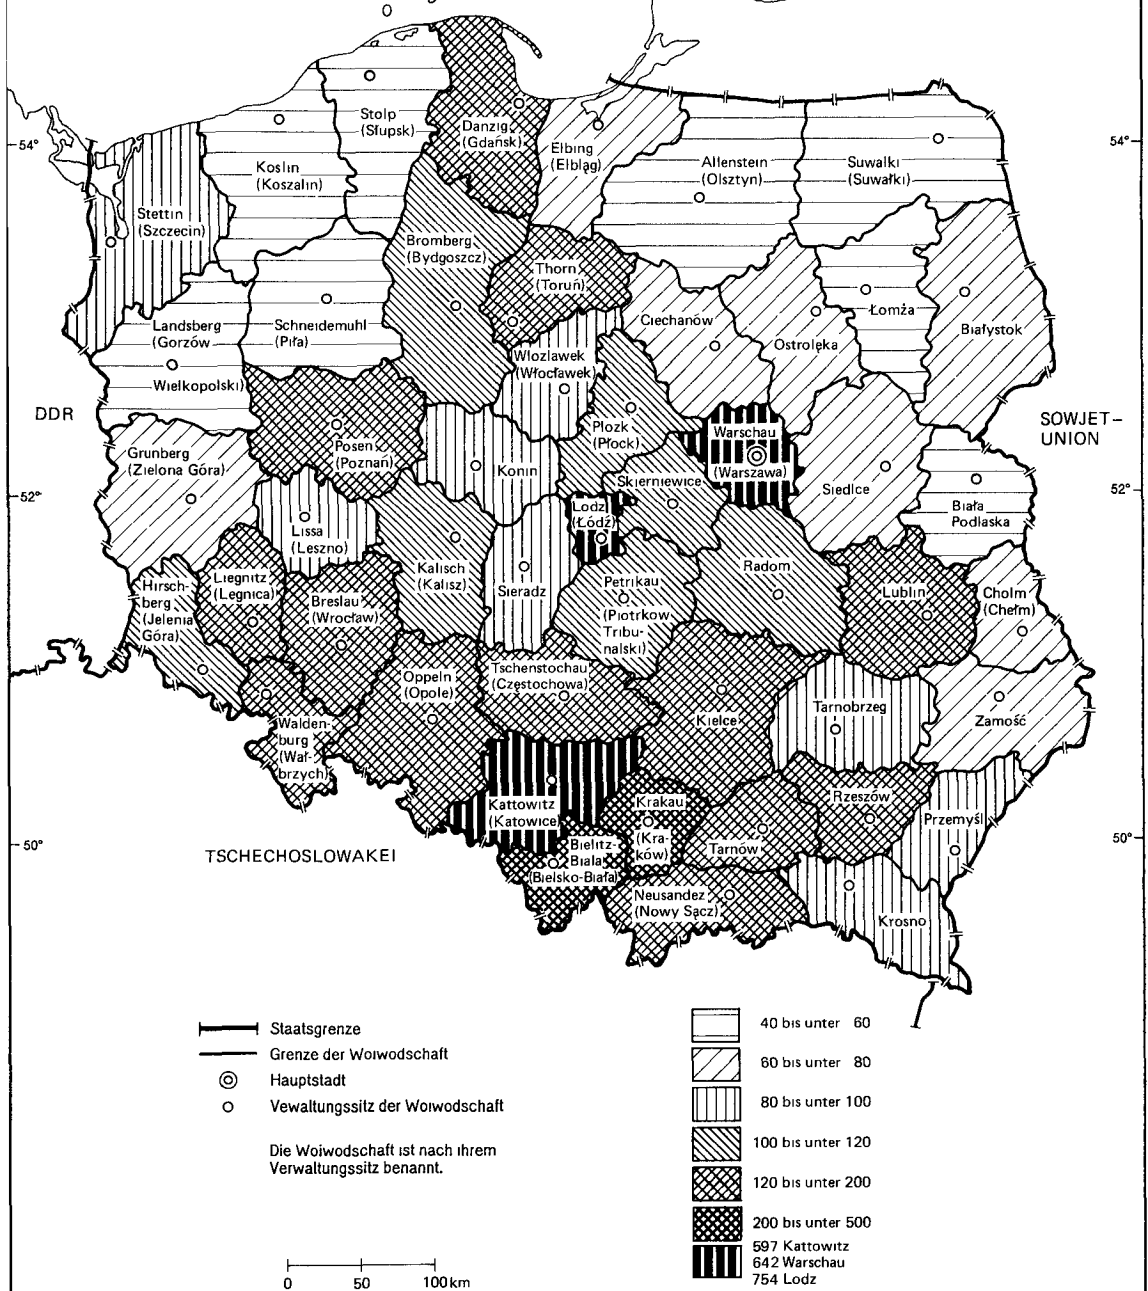 Stolp
(Słupsk)
Danzig
(Gdańsk)
Elbing
(Elbląg)
Allenstein
(Olsztyn)
Suwalki
(Suwałki)
54°
54°
Köslin
(Koszalin)
Stettin
(Szczecin)
Bromberg
(Bydgoszcz)
Thorn
(Toruń)
Landsberg
(Gorzów
Wielkopolski)
Schneidemühl
(Piła)
Ciechanów
Ostrolęka
Łomża
Białystok
Włozlawek
(Włocławek)
DDR
SOWJET-
UNION
Plozk
(Płock)
Warschau
(Warszawa)
Posen
(Poznań)
Grünberg
(Zielona Góra)
Konin
Skierniewice
Siedlce
52°
52°
Biała
Podlaska
Lissa
(Leszno)
Lodz
(Łódź)
Kalisch
(Kalisz)
Sieradz
Petrikau
(Piotrków
Tribu-
nalski)
Radom
Lublin
Cholm
(Chełm)
Hirsch-
berg
(Jelenia
Góra)
Liegnitz
(Legnica)
Breslau
(Wrocław)
Oppeln
(Opole)
Tschenstochau
(Częstochowa)
Kielce
Tarnobrzeg
Zamość
Walden-
burg
(Wał-
brzych)
Kattowitz
(Katowice)
Krakau
(Kra-
ków)
Rzeszów
Przemyśl
Tarnów
50°
50°
TSCHECHOSLOWAKEI
Bielitz-
Biala
(Bielsko-Biała)
Neusandez
(Nowy Sącz)
Krosno
Staatsgrenze
Grenze der Woiwodschaft
Hauptstadt
Vewaltungssitz der Woiwodschaft
Die Woiwodschaft ist nach ihrem
Verwaltungssitz benannt.
0 50 100 km
40 bis unter 60
60 bis unter 80
80 bis unter 100
100 bis unter 120
120 bis unter 200
200 bis unter 500
597 Kattowitz
642 Warschau
754 Lodz